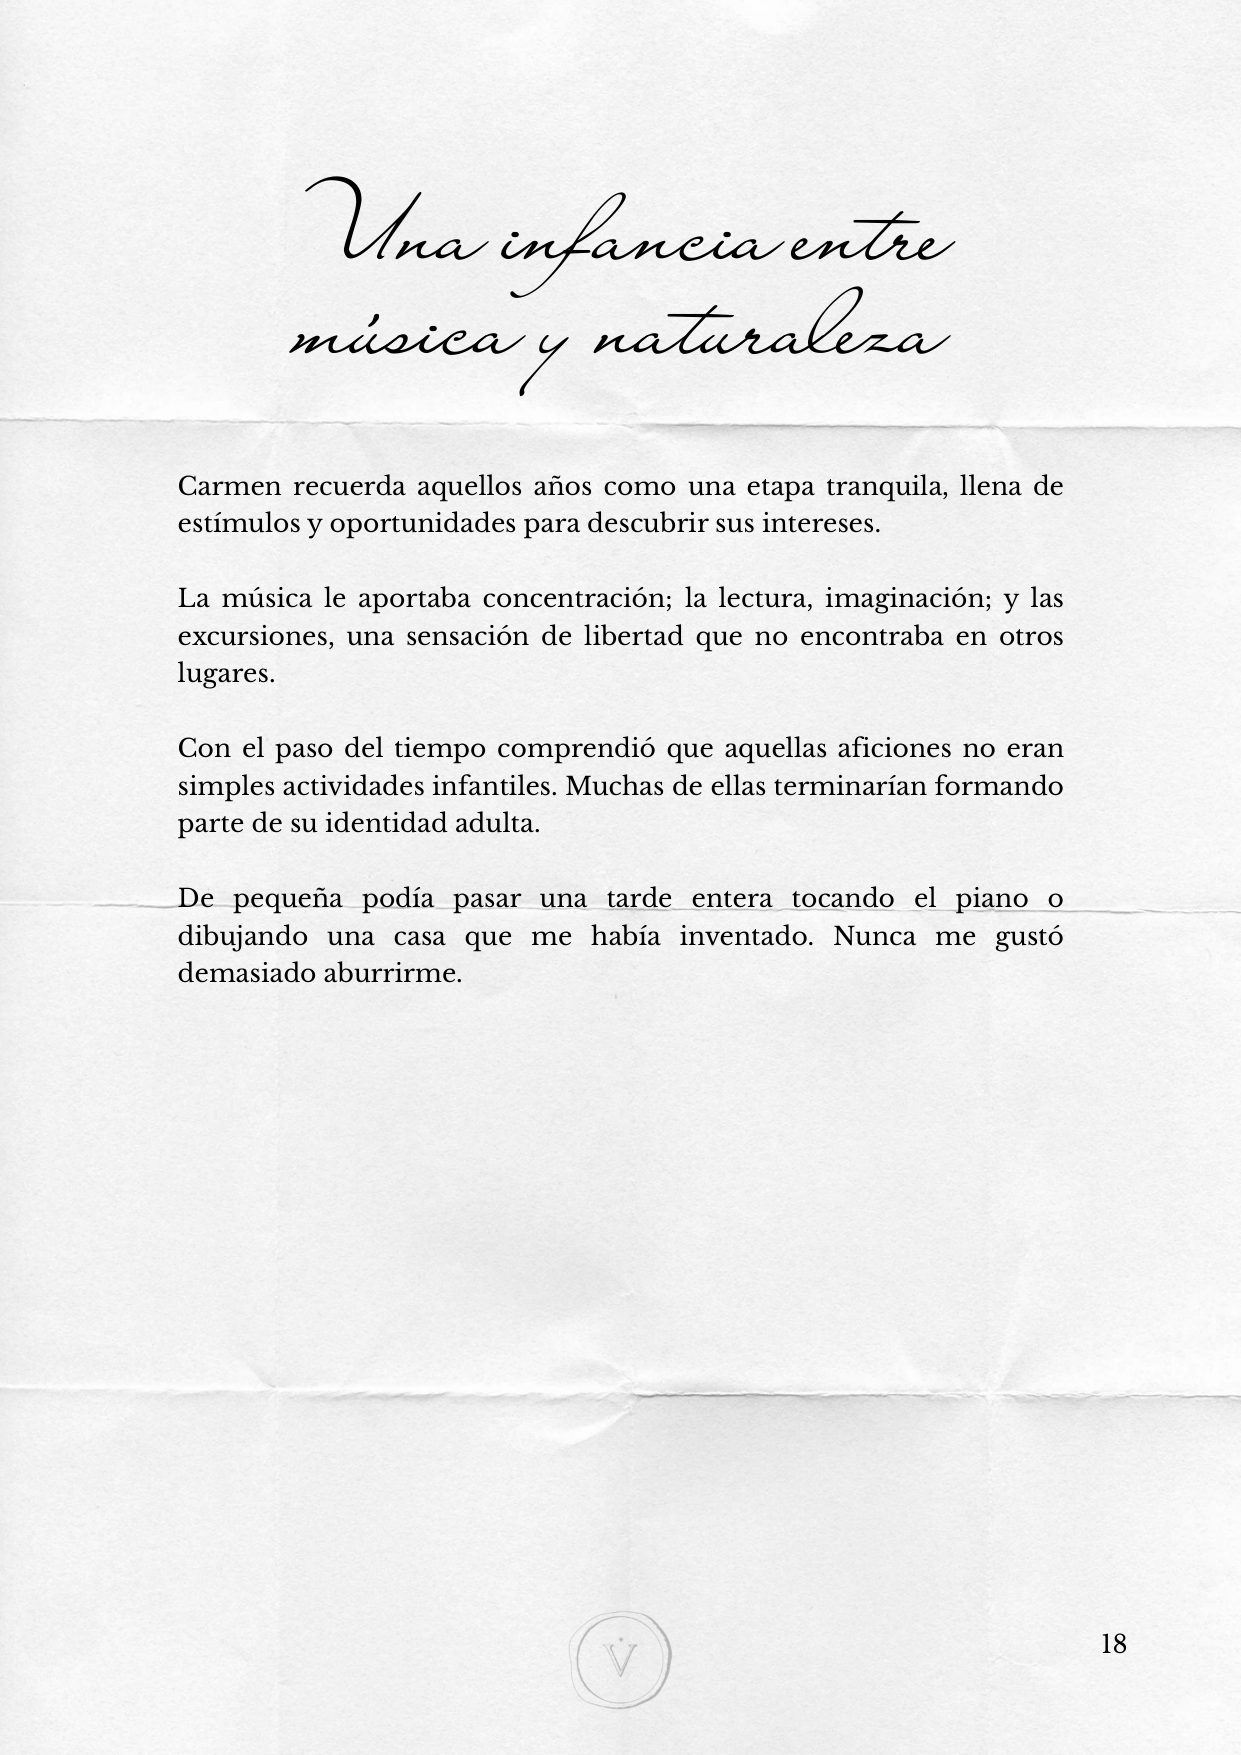 Una infancia entre
música y naturaleza
Carmen recuerda aquellos años como una etapa tranquila, llena de
estímulos y oportunidades para descubrir sus intereses.
La música le aportaba concentración; la lectura, imaginación; y las
excursiones, una sensación de libertad que no encontraba en otros
lugares.
Con el paso del tiempo comprendió que aquellas aficiones no eran
simples actividades infantiles. Muchas de ellas terminarían formando
parte de su identidad adulta.
De pequeña podía pasar una tarde entera tocando el piano o
dibujando una casa que me había inventado. Nunca me gustó
demasiado aburrirme.
V
18